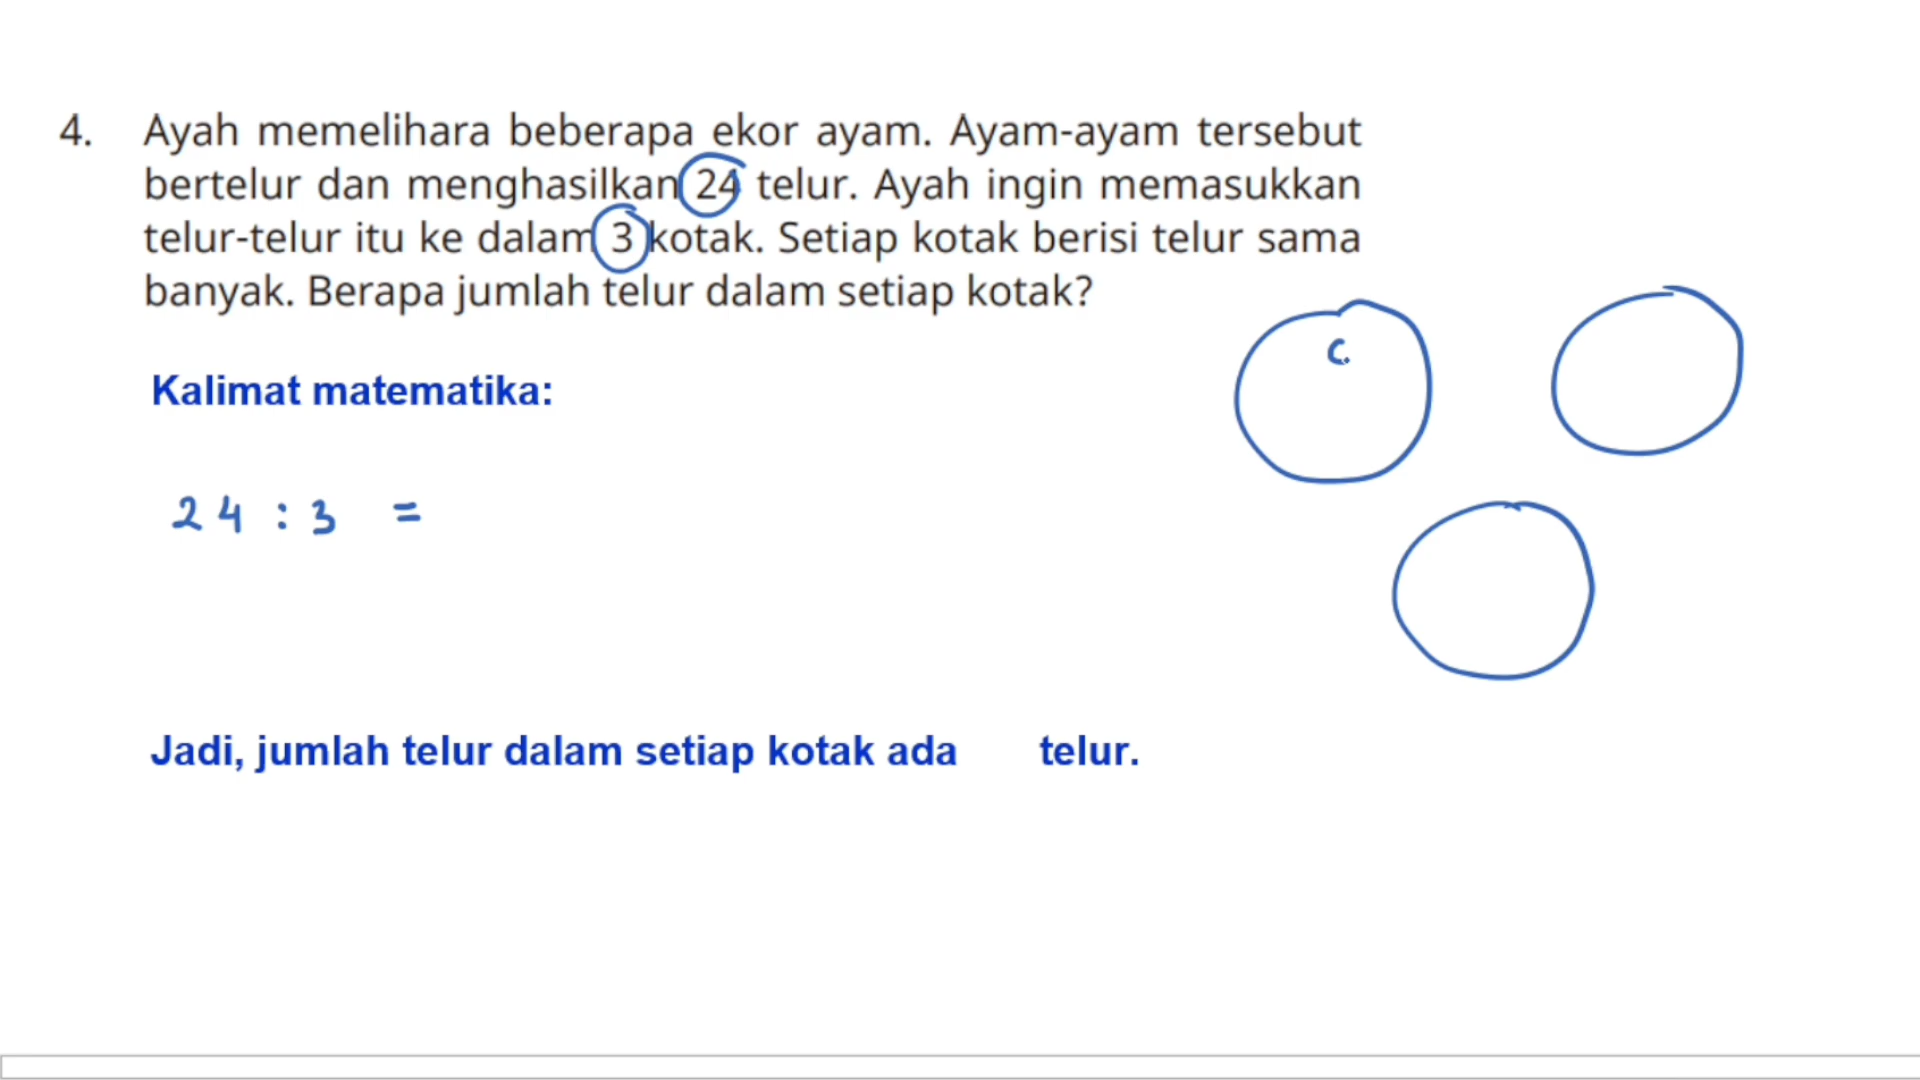 4. Ayah memelihara beberapa ekor ayam. Ayam-ayam tersebut
bertelur dan menghasilkan 24 telur. Ayah ingin memasukkan
telur-telur itu ke dalam 3 kotak. Setiap kotak berisi telur sama
banyak. Berapa jumlah telur dalam setiap kotak?
Kalimat matematika:
24 : 3 =
Jadi, jumlah telur dalam setiap kotak ada telur.